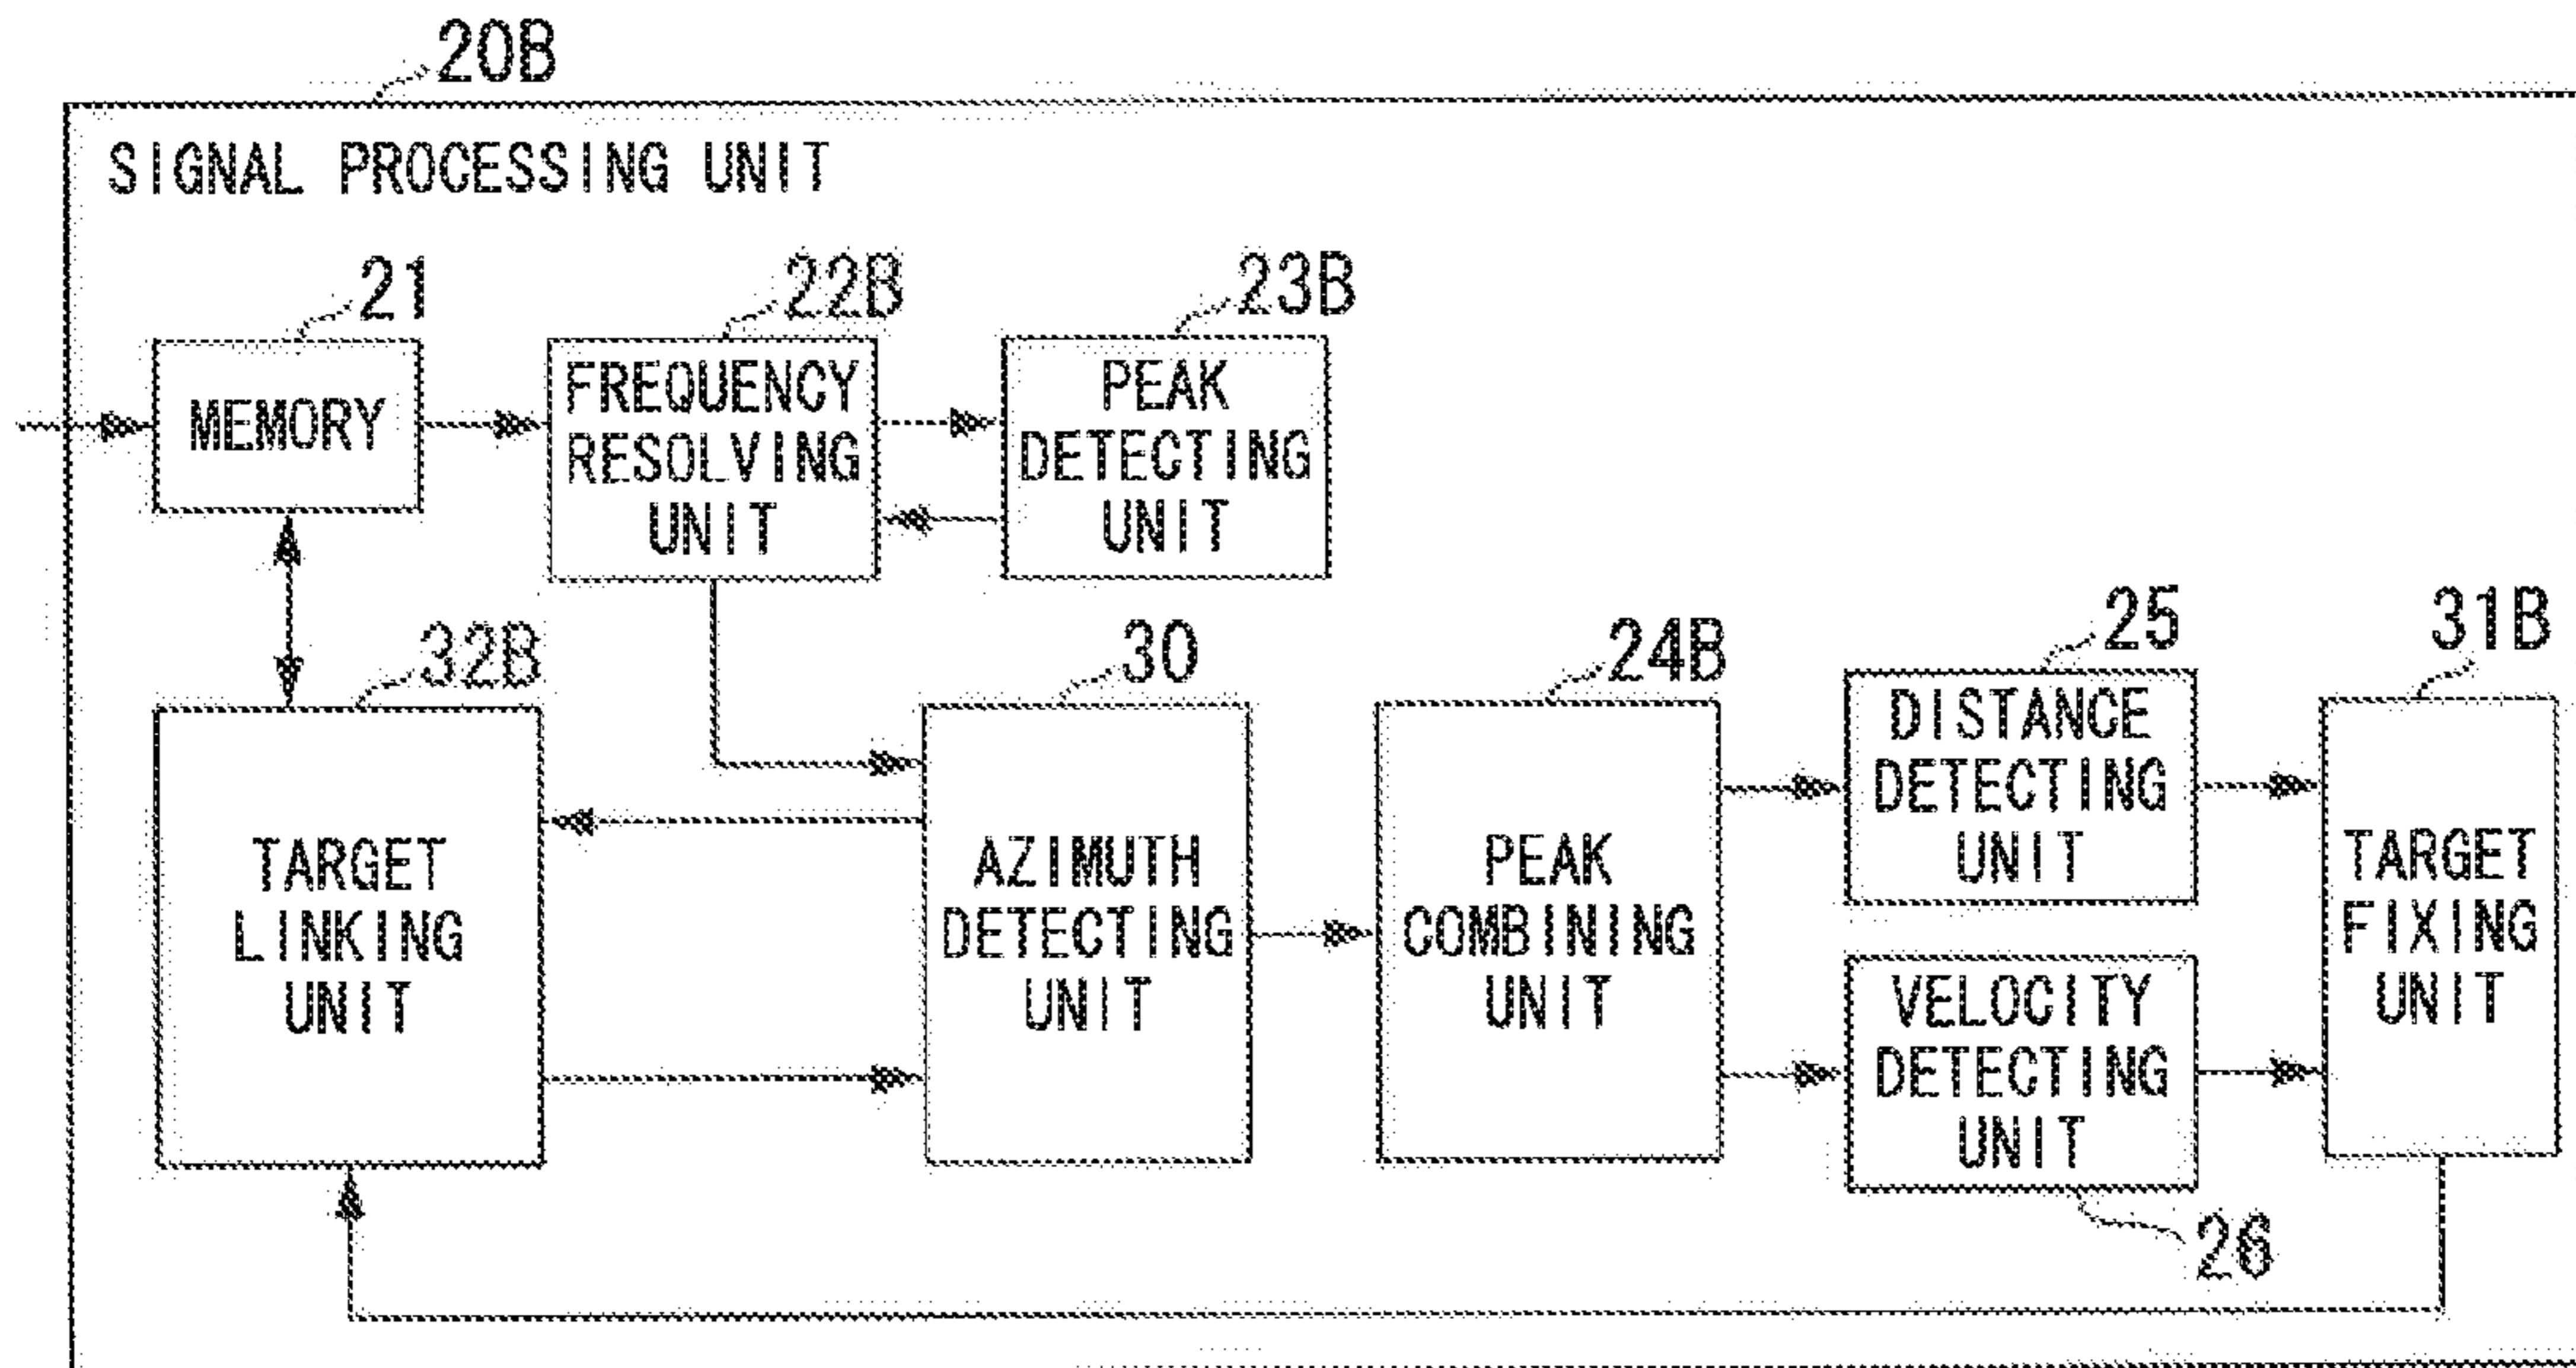 20B
SIGNAL PROCESSING UNIT
21
22B
23B
MEMORY
FREQUENCY
RESOLVING
UNIT
PEAK
DETECTING
UNIT
32B
30
24B
25
31B
TARGET
LINKING
UNIT
AZIMUTH
DETECTING
UNIT
PEAK
COMBINING
UNIT
DISTANCE
DETECTING
UNIT
VELOCITY
DETECTING
UNIT
TARGET
FIXING
UNIT
26